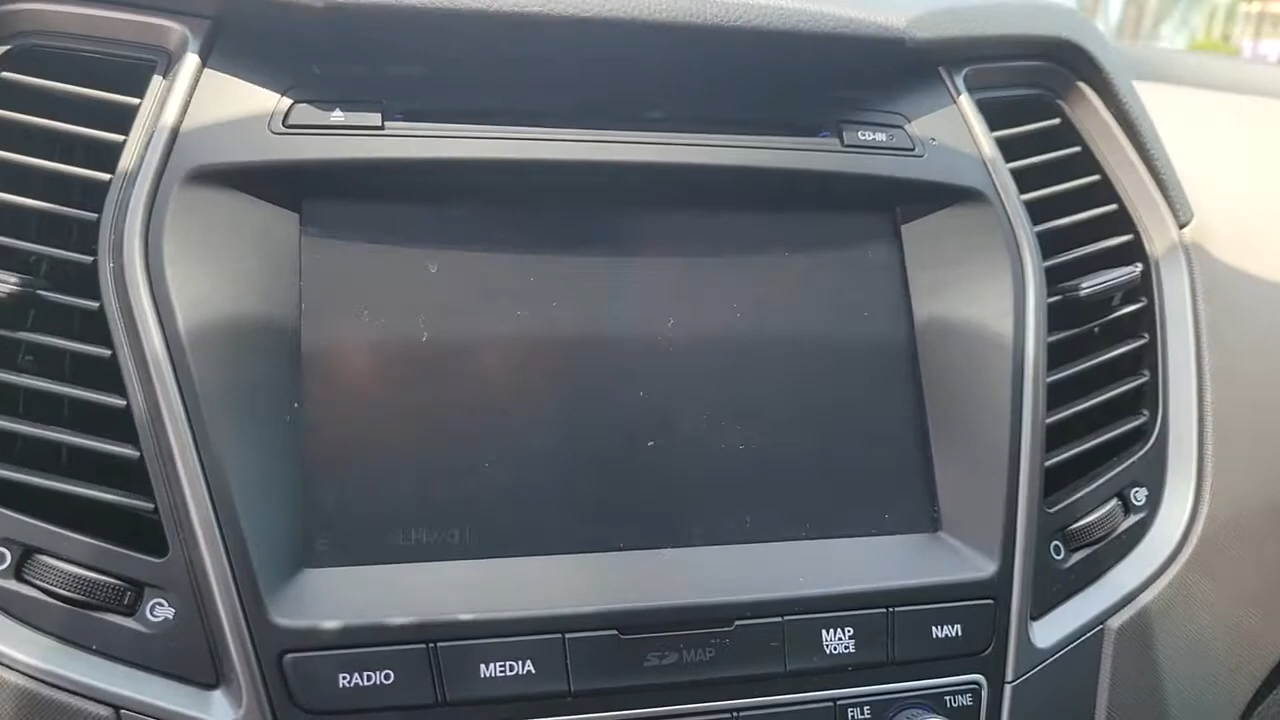 CD-IN
RADIO
MEDIA
SD MAP
MAP
VOICE
NAVI
FILE
TUNE